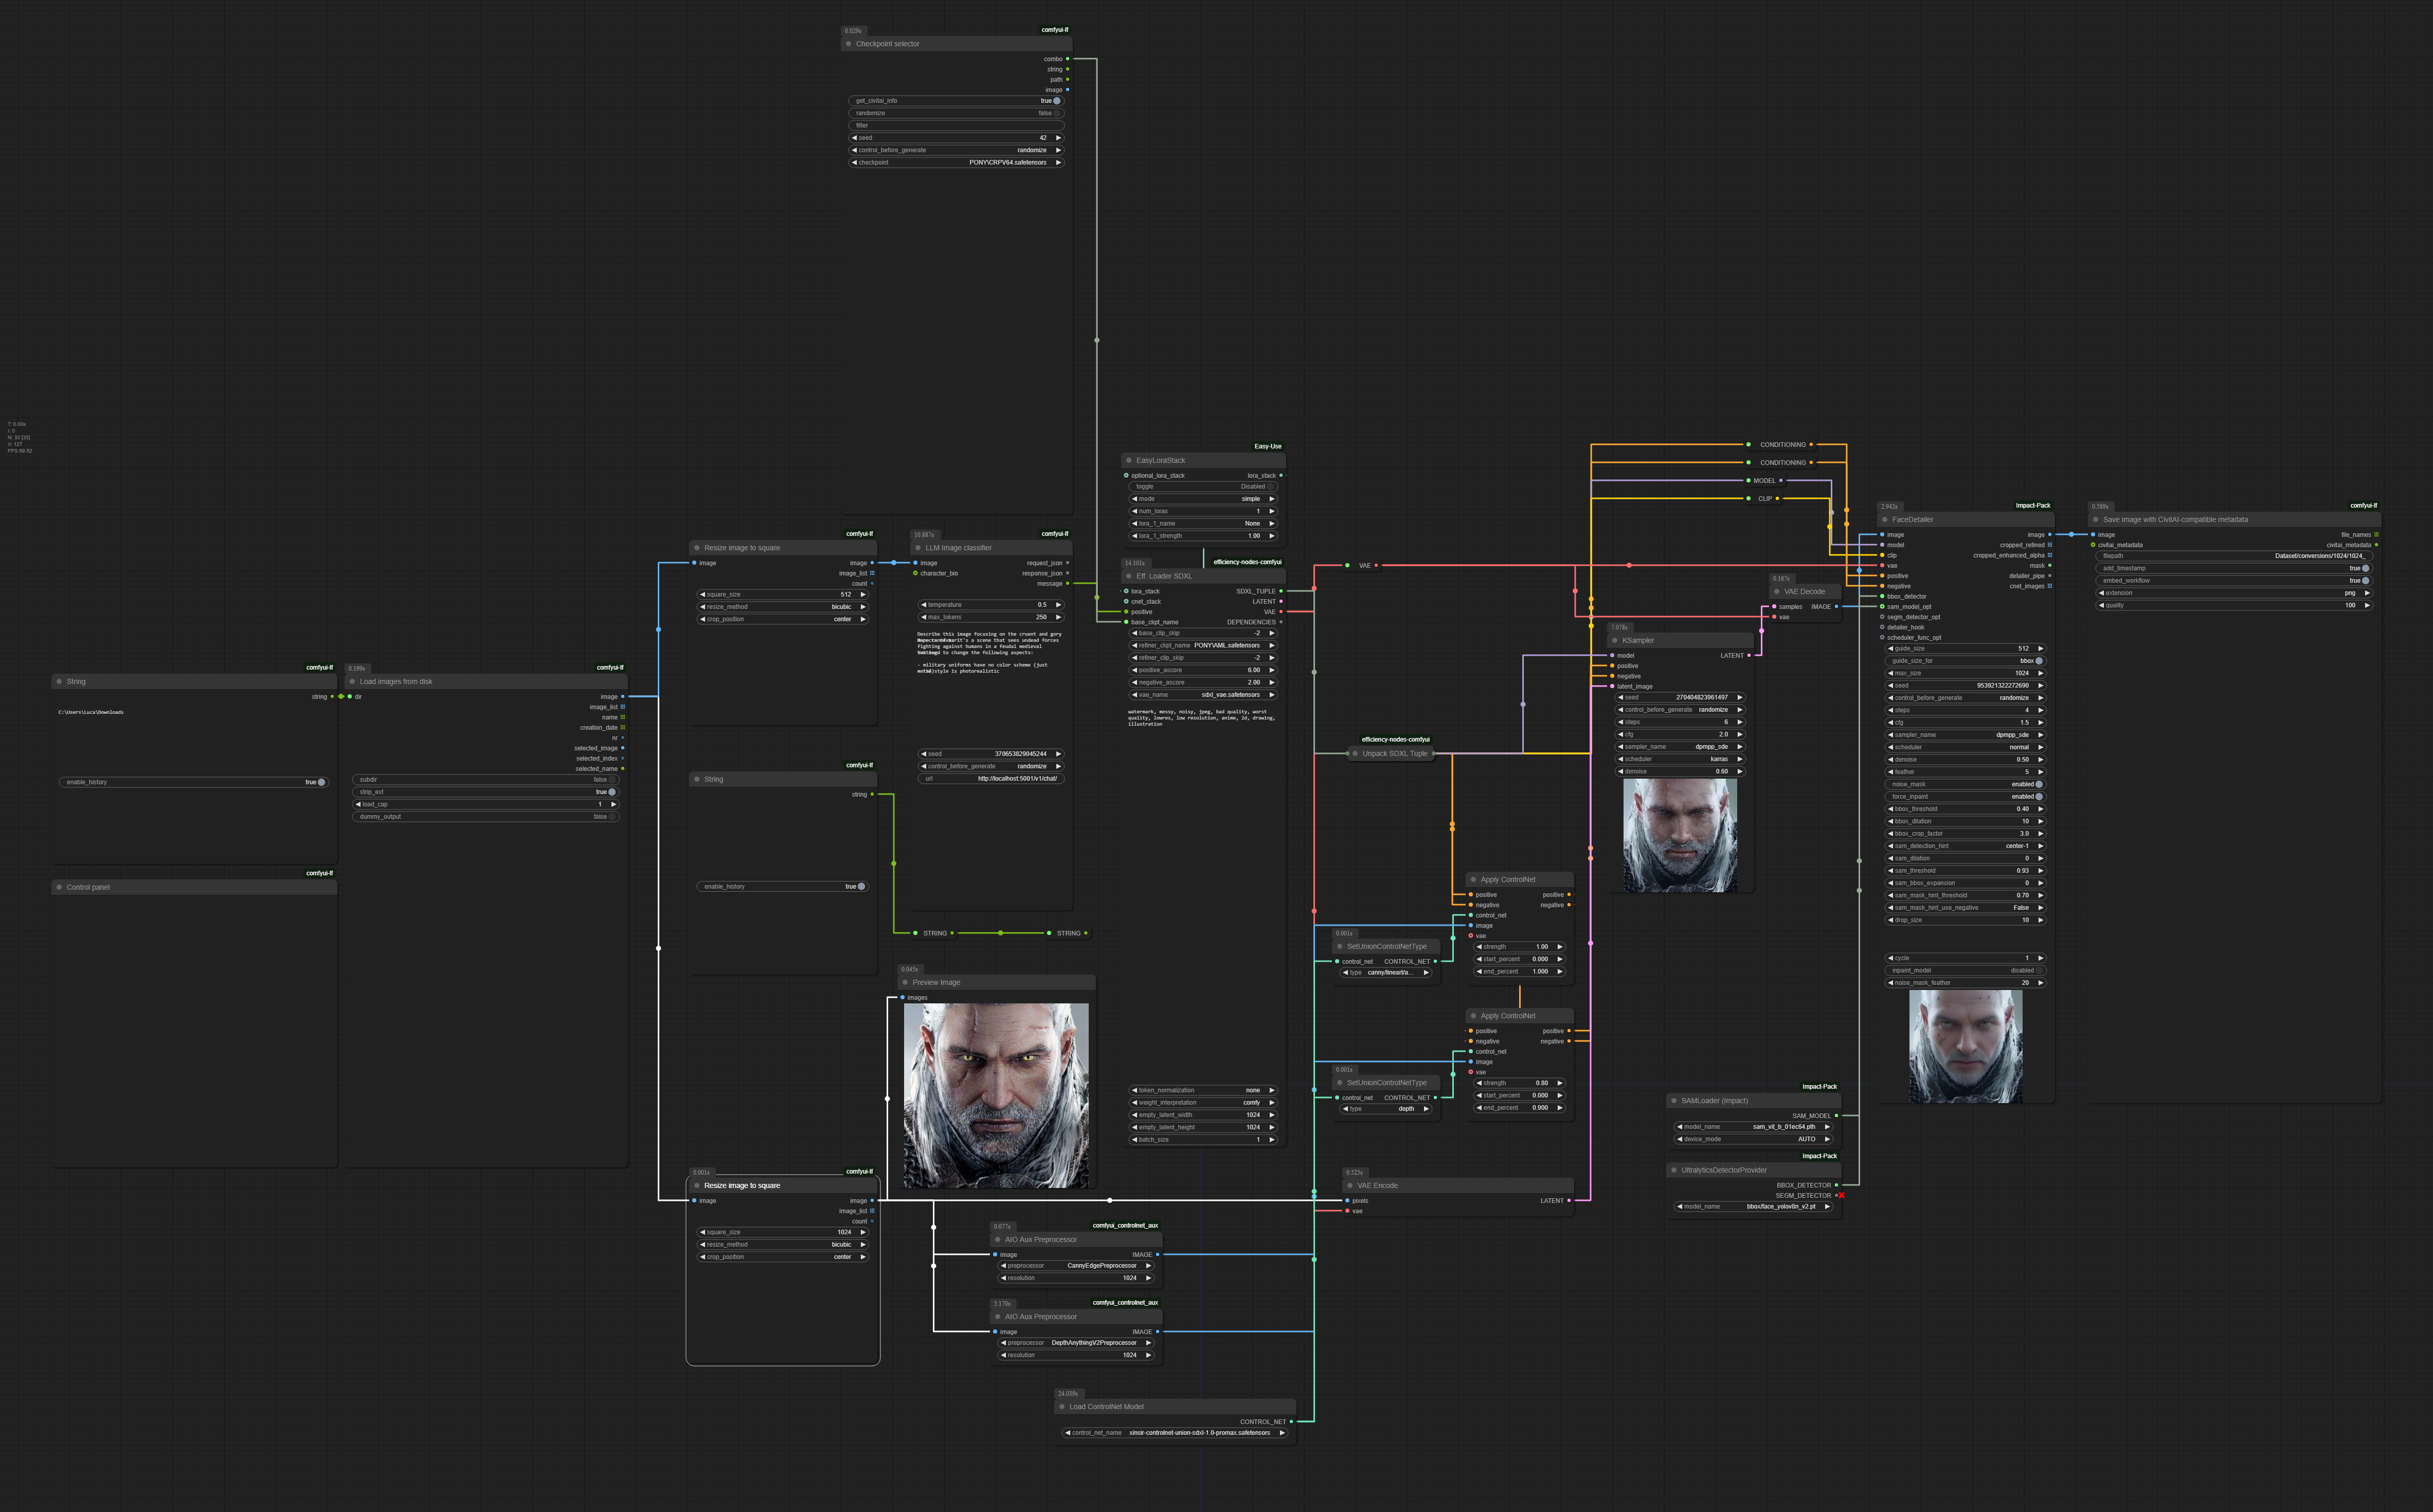 T: 0.00s
I: 0
N: 33 [33]
V: 127
FPS:59.52
0.029s
comfyui-lf
Checkpoint selector
combo
string
path
image
get_civitai_info true
randomize false
filter
seed 42
control_before_generate randomize
checkpoint PONY\CRPV64.safetensors
comfyui-lf
String
string
C:\Users\Luca\Downloads
enable_history true
comfyui-lf
Control panel
0.199s
comfyui-lf
Load images from disk
dir image
image_list
name
creation_date
nr
selected_image
selected_index
selected_name
subdir false
strip_ext true
load_cap 1
dummy_output false
comfyui-lf
Resize image to square
image image
image_list
count
square_size 512
resize_method bicubic
crop_position center
comfyui-lf
String
string
enable_history true
10.887s
comfyui-lf
LLM Image classifier
image request_json
character_bio response_json
message
temperature 0.5
max_tokens 250
Describe this image focusing on the cruent and gory
it's a scene that sees undead forces
fighting against humans in a feudal medieval
to change the following aspects:
- military uniforms have no color scheme (just
style is photorealistic
seed 370653829045244
control_before_generate randomize
url http://localhost:5001/v1/chat/
STRING
STRING
0.043s
Preview Image
images
0.001s
comfyui-lf
Resize image to square
image image
image_list
count
square_size 1024
resize_method bicubic
crop_position center
0.077s
comfyui_controlnet_aux
AIO Aux Preprocessor
image IMAGE
preprocessor CannyEdgePreprocessor
resolution 1024
5.170s
comfyui_controlnet_aux
AIO Aux Preprocessor
image IMAGE
preprocessor DepthAnythingV2Preprocessor
resolution 1024
24.039s
Load ControlNet Model
CONTROL_NET
control_net_name xinsir-controlnet-union-sdxl-1.0-promax.safetensors
Easy-Use
EasyLoraStack
optional_lora_stack lora_stack
toggle Disabled
mode simple
num_loras 1
lora_1_name None
lora_1_strength 1.00
14.101s
efficiency-nodes-comfyui
Eff. Loader SDXL
lora_stack SDXL_TUPLE
cnet_stack LATENT
positive VAE
base_ckpt_name DEPENDENCIES
base_clip_skip -2
refiner_ckpt_name PONY\AML.safetensors
refiner_clip_skip -2
positive_ascore 6.00
negative_ascore 2.00
vae_name sdxl_vae.safetensors
watermark, messy, noisy, jpeg, bad quality, worst
quality, lowres, low resolution, anime, 2d, drawing,
illustration
token_normalization none
weight_interpretation comfy
empty_latent_width 1024
empty_latent_height 1024
batch_size 1
VAE
efficiency-nodes-comfyui
Unpack SDXL Tuple
0.001s
SetUnionControlNetType
control_net CONTROL_NET
type canny/lineart/a...
Apply ControlNet
positive positive
negative negative
control_net
image
vae
strength 1.00
start_percent 0.000
end_percent 1.000
0.001s
SetUnionControlNetType
control_net CONTROL_NET
type depth
Apply ControlNet
positive positive
negative negative
control_net
image
vae
strength 0.80
start_percent 0.000
end_percent 0.900
0.525s
VAE Encode
pixels LATENT
vae
CONDITIONING
CONDITIONING
MODEL
CLIP
0.167s
VAE Decode
samples IMAGE
vae
7.078s
KSampler
model LATENT
positive
negative
latent_image
seed 270404823961497
control_before_generate randomize
steps 6
cfg 2.0
sampler_name dpmpp_sde
scheduler karras
denoise 0.60
Impact-Pack
SAMLoader (Impact)
SAM_MODEL
model_name sam_vit_b_01ec64.pth
device_mode AUTO
Impact-Pack
UltralyticsDetectorProvider
BBOX_DETECTOR
SEGM_DETECTOR
model_name bbox/face_yolov8n_v2.pt
2.942s
Impact-Pack
FaceDetailer
image image
model cropped_refined
clip cropped_enhanced_alpha
vae mask
positive detailer_pipe
negative cnet_images
bbox_detector
sam_model_opt
segm_detector_opt
detailer_hook
scheduler_func_opt
guide_size 512
guide_size_for bbox
max_size 1024
seed 953921322272690
control_before_generate randomize
steps 4
cfg 1.5
sampler_name dpmpp_sde
scheduler normal
denoise 0.50
feather 5
noise_mask enabled
force_inpaint enabled
bbox_threshold 0.40
bbox_dilation 10
bbox_crop_factor 3.0
sam_detection_hint center-1
sam_dilation 0
sam_threshold 0.93
sam_bbox_expansion 0
sam_mask_hint_threshold 0.70
sam_mask_hint_use_negative False
drop_size 10
cycle 1
inpaint_model disabled
noise_mask_feather 20
0.389s
comfyui-lf
Save image with CivitAI-compatible metadata
image file_names
civitai_metadata civitai_metadata
filepath Dataset/conversions/1024/1024_
add_timestamp true
embed_workflow true
extension png
quality 100